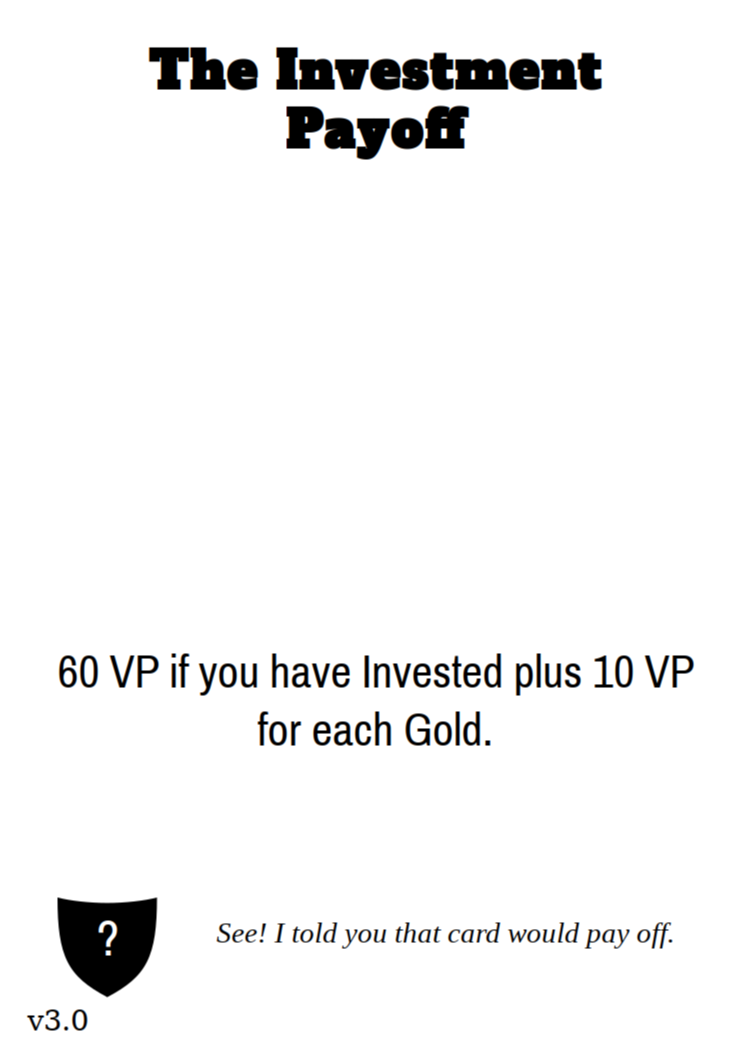 The Investment
Payoff
60 VP if you have Invested plus 10 VP
for each Gold.
?
See! I told you that card would pay off.
v3.0